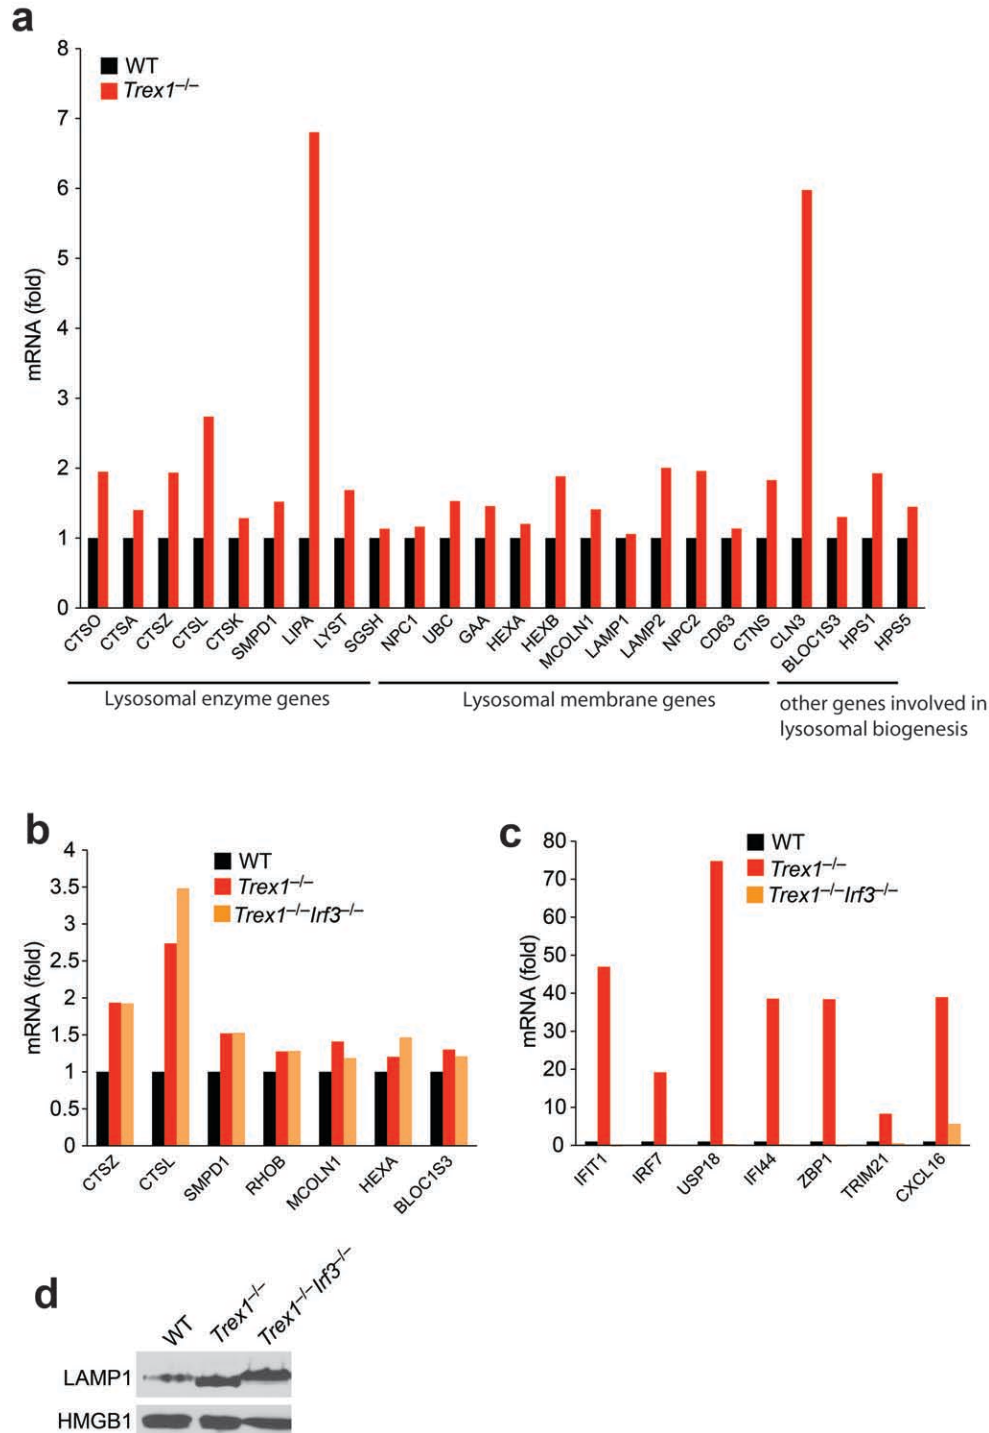 a
8
7
6
5
4
3
2
1
0
mRNA (fold)
WT
Trex1–/–
CTSO CTSA CTSZ CTSL CTSK SMPD1 LIPA LYST SGSH NPC1 UBC GAA HEXA HEXB MCOLN1 LAMP1 LAMP2 NPC2 CD63 CTNS CLN3 BLOC1S3 HPS1 HPS5
Lysosomal enzyme genes
Lysosomal membrane genes
other genes involved in
lysosomal biogenesis
b
4
3.5
3
2.5
2
1.5
1
0.5
0
mRNA (fold)
WT
Trex1–/–
Trex1–/–Irf3–/–
CTSZ CTSL SMPD1 RHOB MCOLN1 HEXA BLOC1S3
c
80
70
60
50
40
30
20
10
0
mRNA (fold)
WT
Trex1–/–
Trex1–/–Irf3–/–
IFIT1 IRF7 USP18 IFI44 ZBP1 TRIM21 CXCL16
d
WT Trex1–/– Trex1–/–Irf3–/–
LAMP1
HMGB1